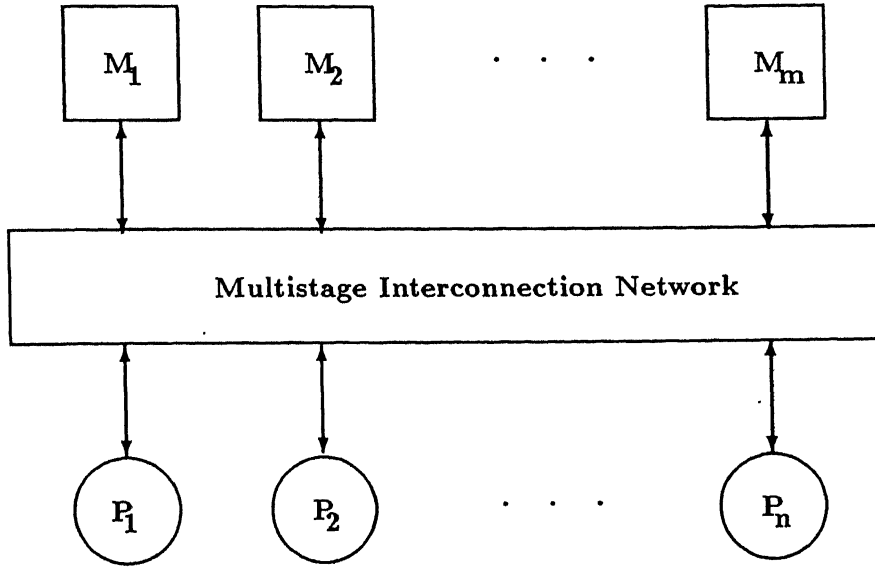 M₁ M₂ · · · Mₘ
Multistage Interconnection Network
P₁ P₂ · · · Pₙ